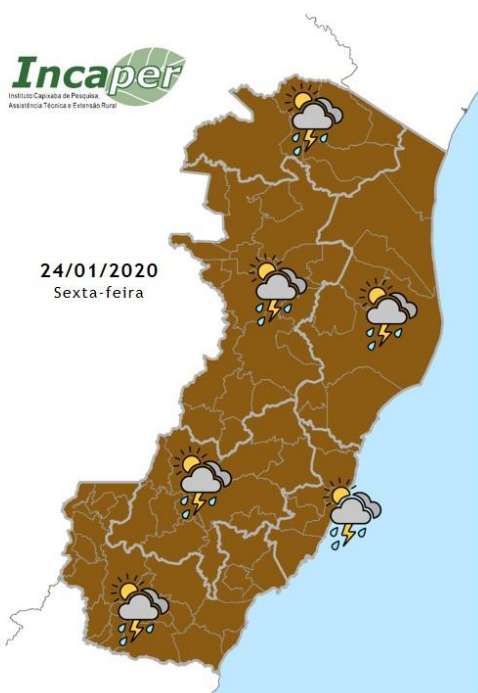 Incaper
Instituto Capixaba de Pesquisa,
Assistência Técnica e Extensão Rural
24/01/2020
Sexta-feira